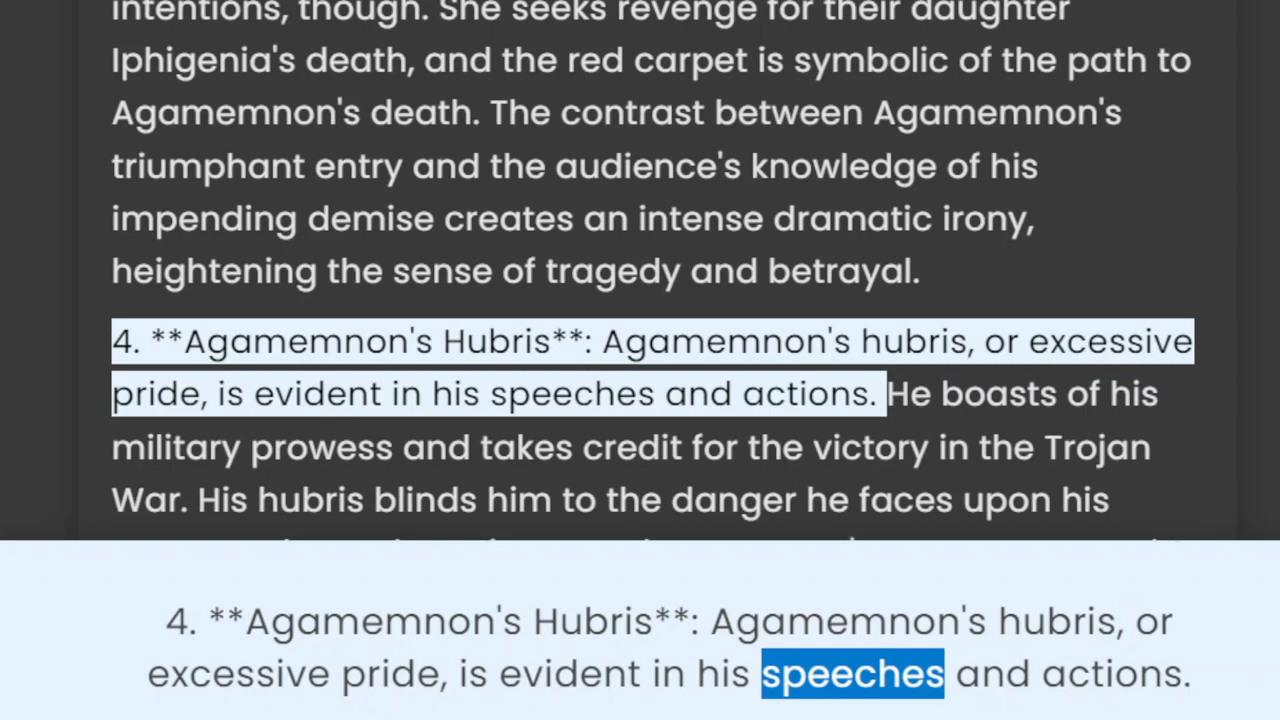 intentions, though. She seeks revenge for their daughter
Iphigenia's death, and the red carpet is symbolic of the path to
Agamemnon's death. The contrast between Agamemnon's
triumphant entry and the audience's knowledge of his
impending demise creates an intense dramatic irony,
heightening the sense of tragedy and betrayal.
4. **Agamemnon's Hubris**: Agamemnon's hubris, or excessive
pride, is evident in his speeches and actions. He boasts of his
military prowess and takes credit for the victory in the Trojan
War. His hubris blinds him to the danger he faces upon his
4. **Agamemnon's Hubris**: Agamemnon's hubris, or
excessive pride, is evident in his speeches and actions.